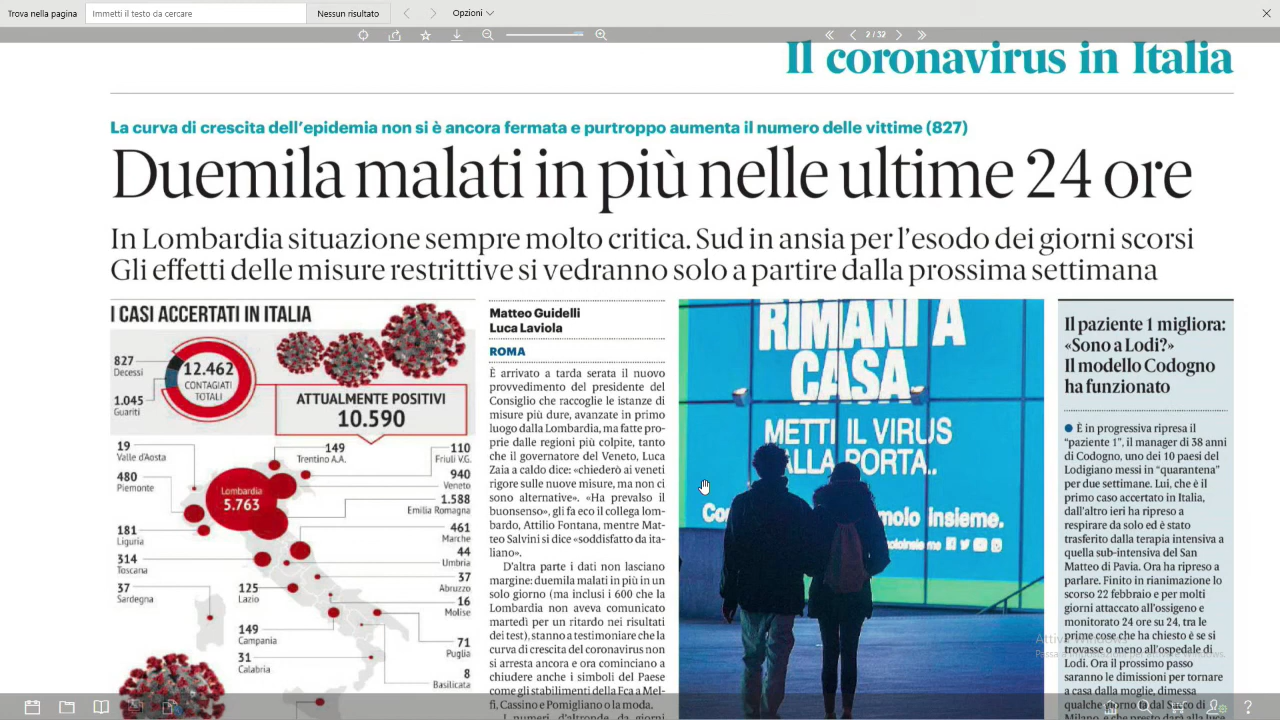 Trova nella pagina
Immetti il testo da cercare
Nessun risultato
Opzioni
2 / 32
Il coronavirus in Italia
La curva di crescita dell'epidemia non si è ancora fermata e purtroppo aumenta il numero delle vittime (827)
Duemila malati in più nelle ultime 24 ore
In Lombardia situazione sempre molto critica. Sud in ansia per l'esodo dei giorni scorsi
Gli effetti delle misure restrittive si vedranno solo a partire dalla prossima settimana
I CASI ACCERTATI IN ITALIA
827
Decessi
1.045
Guariti
12.462
CONTAGIATI
TOTALI
ATTUALMENTE POSITIVI
10.590
19
Valle d'Aosta
480
Piemonte
181
Liguria
314
Toscana
37
Sardegna
Lombardia
5.763
149
Trentino A.A.
110
Friuli V.G.
940
Veneto
1.588
Emilia Romagna
461
Marche
44
Umbria
37
Abruzzo
16
Molise
71
Puglia
8
Basilicata
125
Lazio
149
Campania
31
Calabria
Matteo Guidelli
Luca Laviola
ROMA
È arrivato a tarda serata il nuovo
provvedimento del presidente del
Consiglio che raccoglie le istanze di
misure più dure, avanzate in primo
luogo dalla Lombardia, ma fatte pro-
prie dalle regioni più colpite, tanto
che il governatore del Veneto, Luca
Zaia a caldo dice: «chiederò ai veneti
rigore sulle nuove misure, ma non ci
sono alternative». «Ha prevalso il
buonsenso», gli fa eco il collega lom-
bardo, Attilio Fontana, mentre Mat-
teo Salvini si dice «soddisfatto da ita-
liano».
D'altra parte i dati non lasciano
margine: duemila malati in più in un
solo giorno (ma inclusi i 600 che la
Lombardia non aveva comunicato
martedì per un ritardo nei risultati
dei test), stanno a testimoniare che la
curva di crescita del coronavirus non
si arresta ancora e ora cominciano a
chiudere anche i simboli del Paese
come gli stabilimenti della Fca a Mel-
fi, Cassino e Pomigliano o la moda.
I numeri, d'altronde, da giorni
RIMANI A
CASA.
METTI IL VIRUS
ALLA PORTA..
molo insieme.
Il paziente 1 migliora:
«Sono a Lodi?»
Il modello Codogno
ha funzionato
● È in progressiva ripresa il
"paziente 1", il manager di 38 anni
di Codogno, uno dei 10 paesi del
Lodigiano messi in "quarantena"
per due settimane. Lui, che è il
primo caso accertato in Italia,
dall'altro ieri ha ripreso a
respirare da solo ed è stato
trasferito dalla terapia intensiva a
quella sub-intensiva del San
Matteo di Pavia. Ora ha ripreso a
parlare. Finito in rianimazione lo
scorso 22 febbraio e per molti
giorni attaccato all'ossigeno e
monitorato 24 ore su 24, tra le
prime cose che ha chiesto è se si
trovasse o meno all'ospedale di
Lodi. Ora il prossimo passo
saranno le dimissioni per tornare
a casa dalla moglie, dimessa
qualche giorno fa dal Sacco di